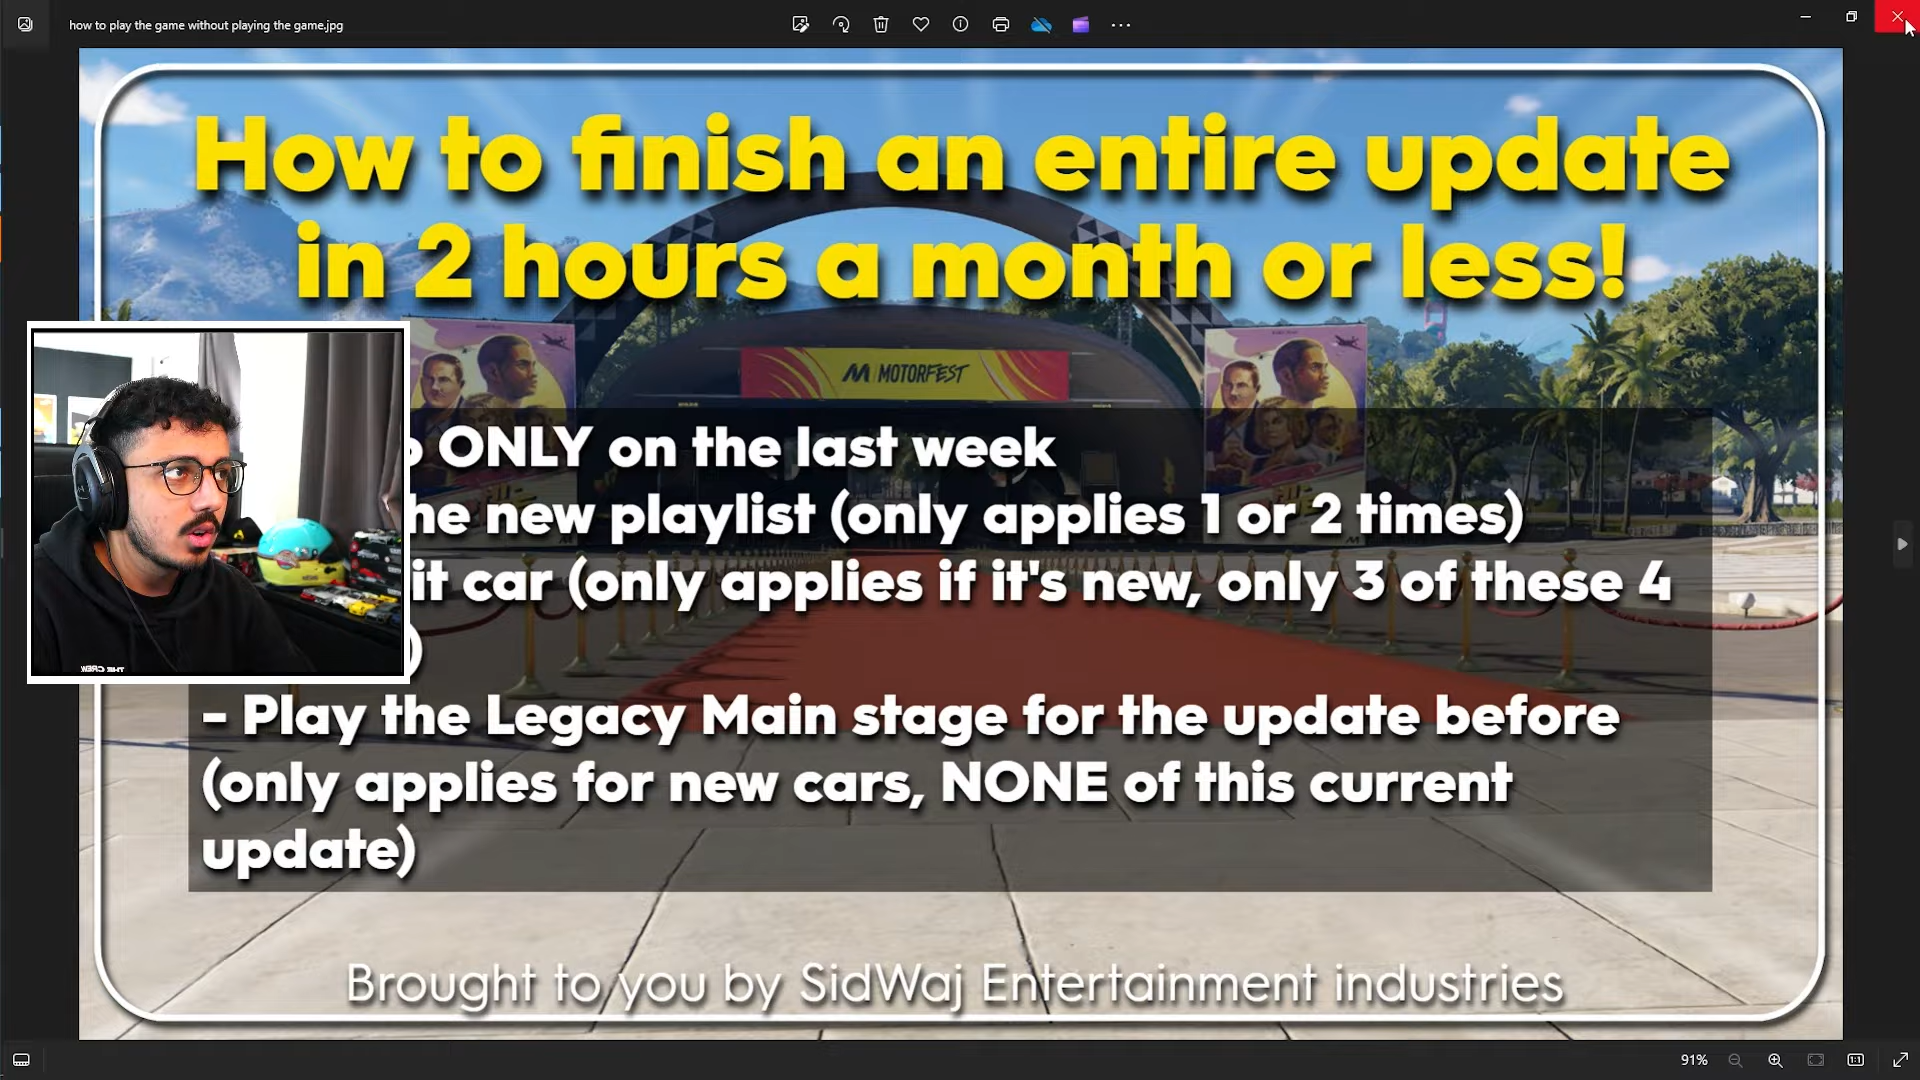 how to play the game without playing the game.jpg
How to finish an entire update
in 2 hours a month or less!
MOTORFEST
ONLY on the last week
he new playlist (only applies 1 or 2 times)
it car (only applies if it's new, only 3 of these 4
)
- Play the Legacy Main stage for the update before
(only applies for new cars, NONE of this current
update)
THE CREW
Brought to you by SidWaj Entertainment industries
91%
1:1